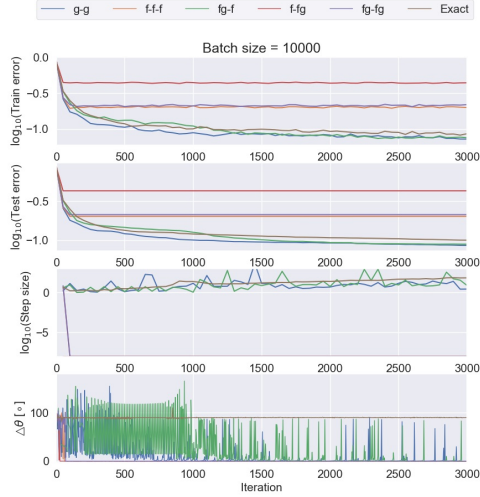 g-g f-f-f fg-f f-fg fg-fg Exact
Batch size = 10000
log10(Train error)
0.0
−0.5
−1.0
0 500 1000 1500 2000 2500 3000
log10(Test error)
−0.5
−1.0
0 500 1000 1500 2000 2500 3000
log10(Step size)
0
−5
0 500 1000 1500 2000 2500 3000
△θ [∘]
100
0
0 500 1000 1500 2000 2500 3000
Iteration